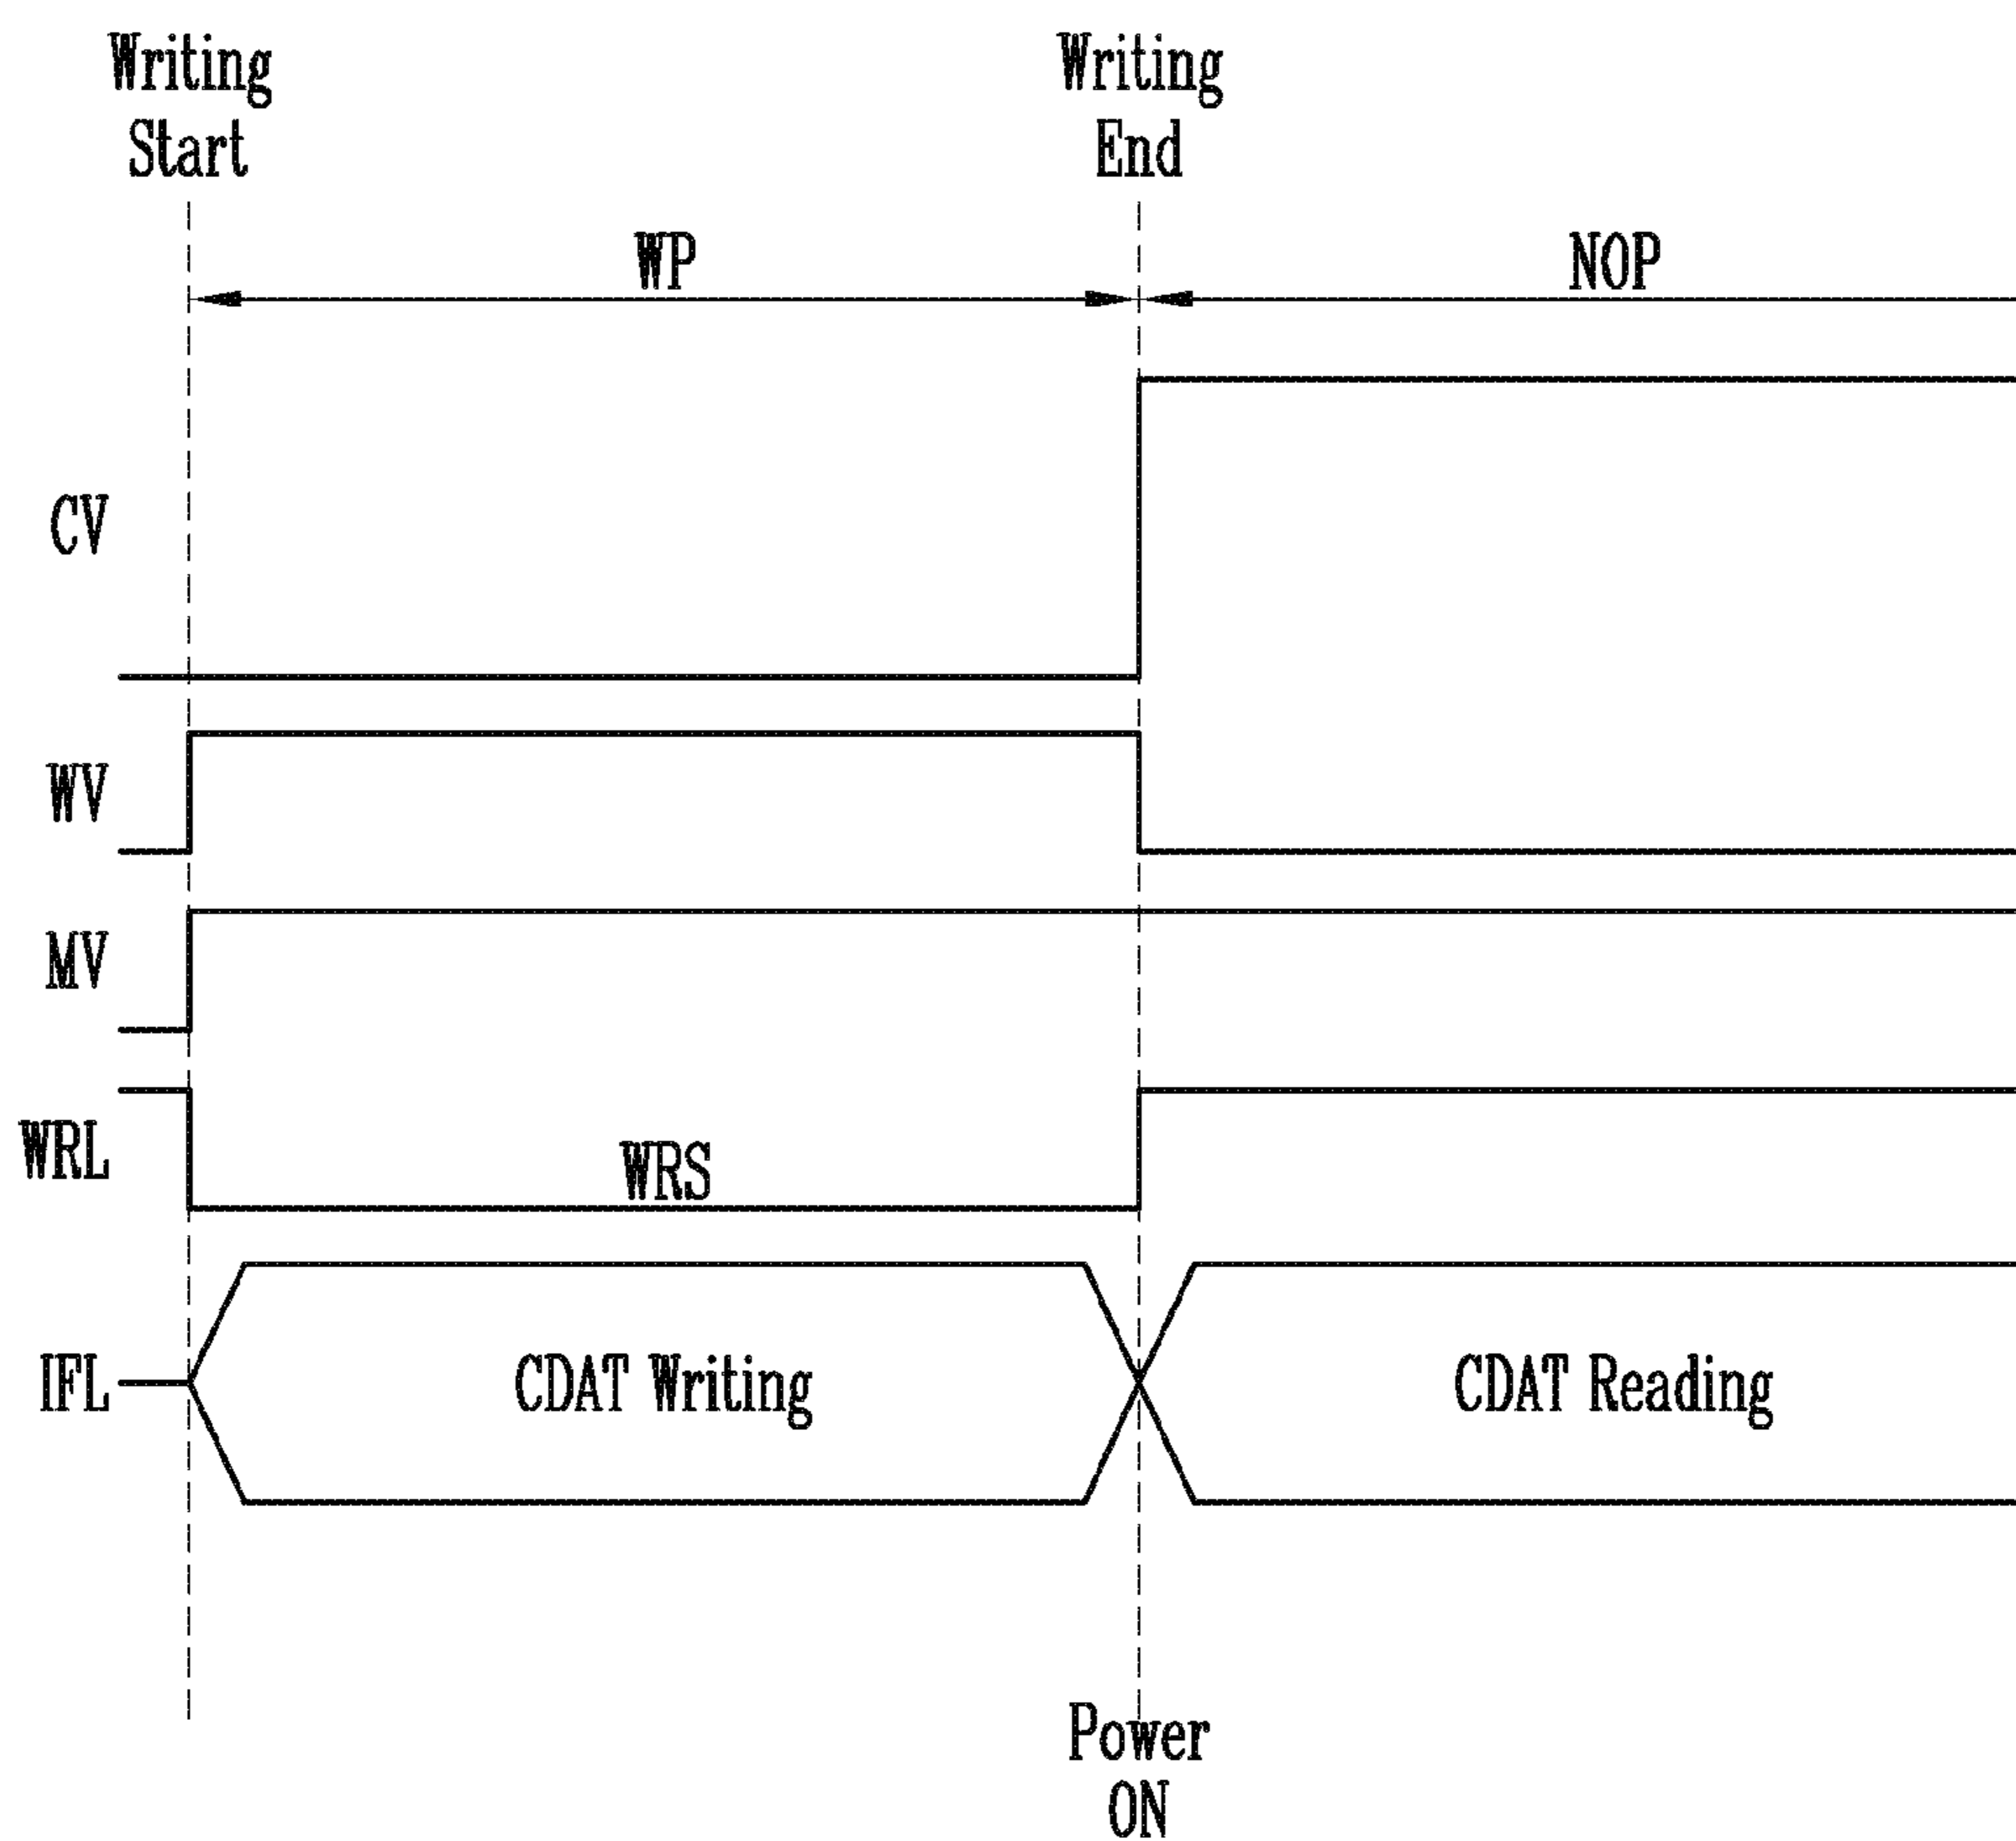 Writing
Start
Writing
End
WP
NOP
CV
WV
MV
WRL
WRS
IFL
CDAT Writing
CDAT Reading
Power
ON